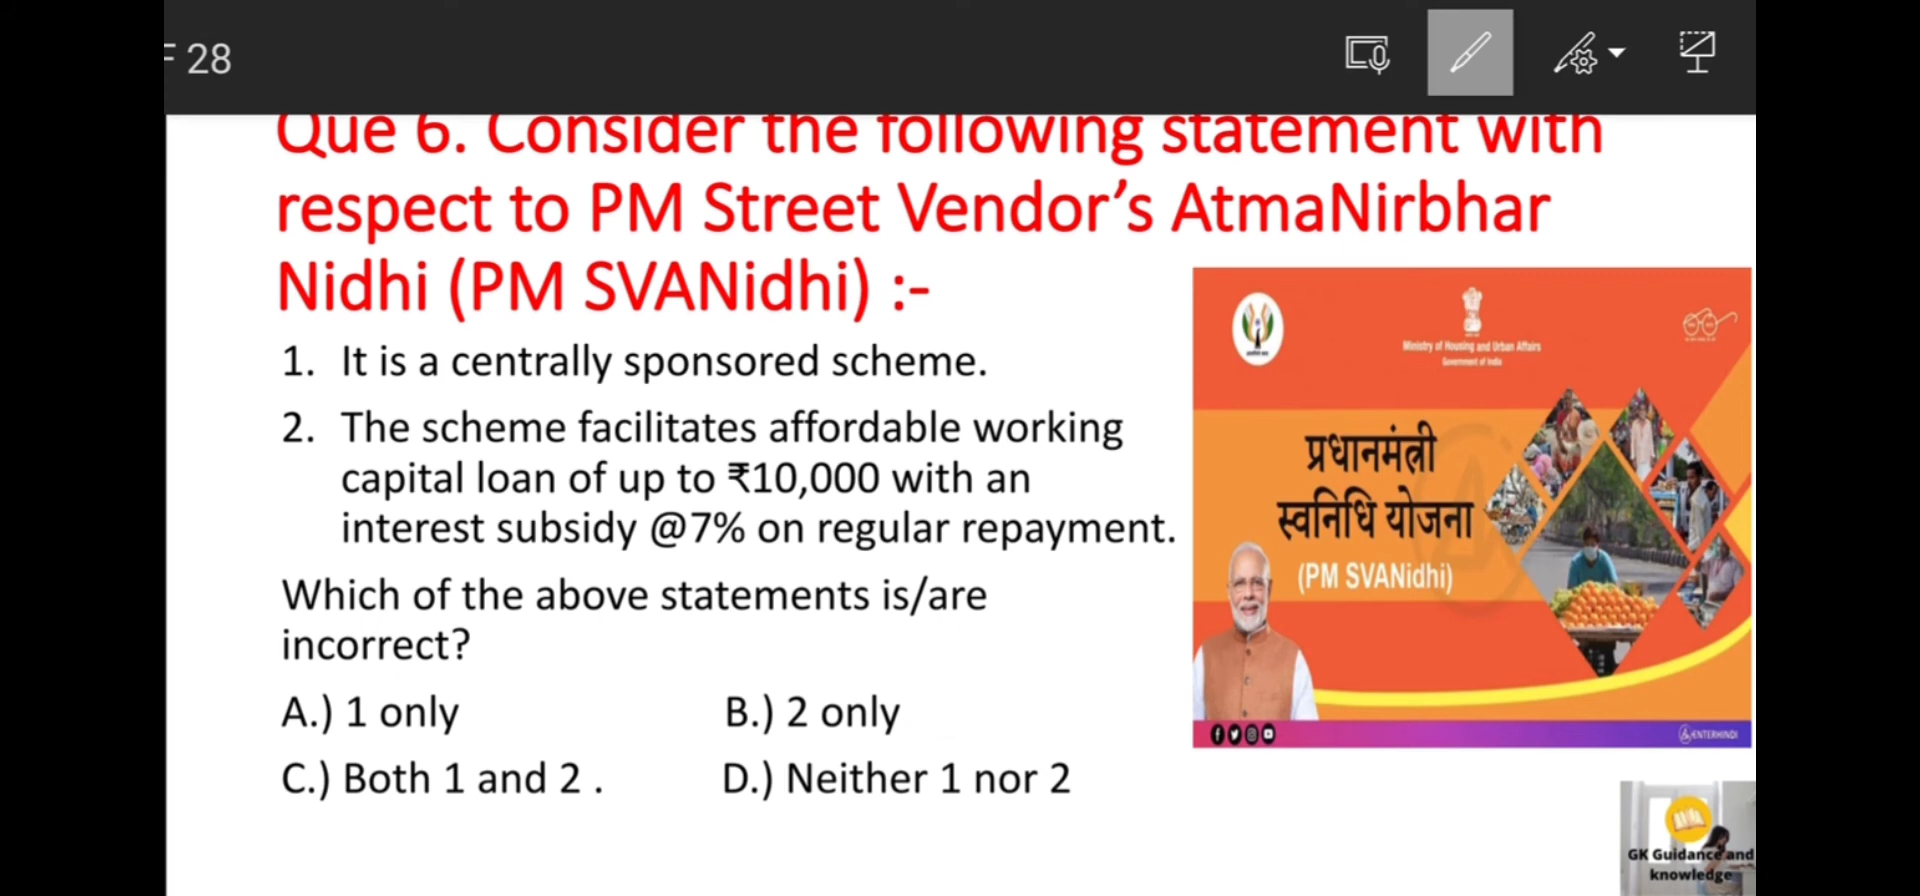 F 28
Que 6. Consider the following statement with
respect to PM Street Vendor’s AtmaNirbhar
Nidhi (PM SVANidhi) :-
1. It is a centrally sponsored scheme.
2. The scheme facilitates affordable working
capital loan of up to ₹10,000 with an
interest subsidy @7% on regular repayment.
Which of the above statements is/are
incorrect?
A.) 1 only B.) 2 only
C.) Both 1 and 2 . D.) Neither 1 nor 2
Ministry of Housing and Urban Affairs
Government of India
प्रधानमंत्री
स्वनिधि योजना
(PM SVANidhi)
ENTERHINDI
GK Guidance and
knowledge